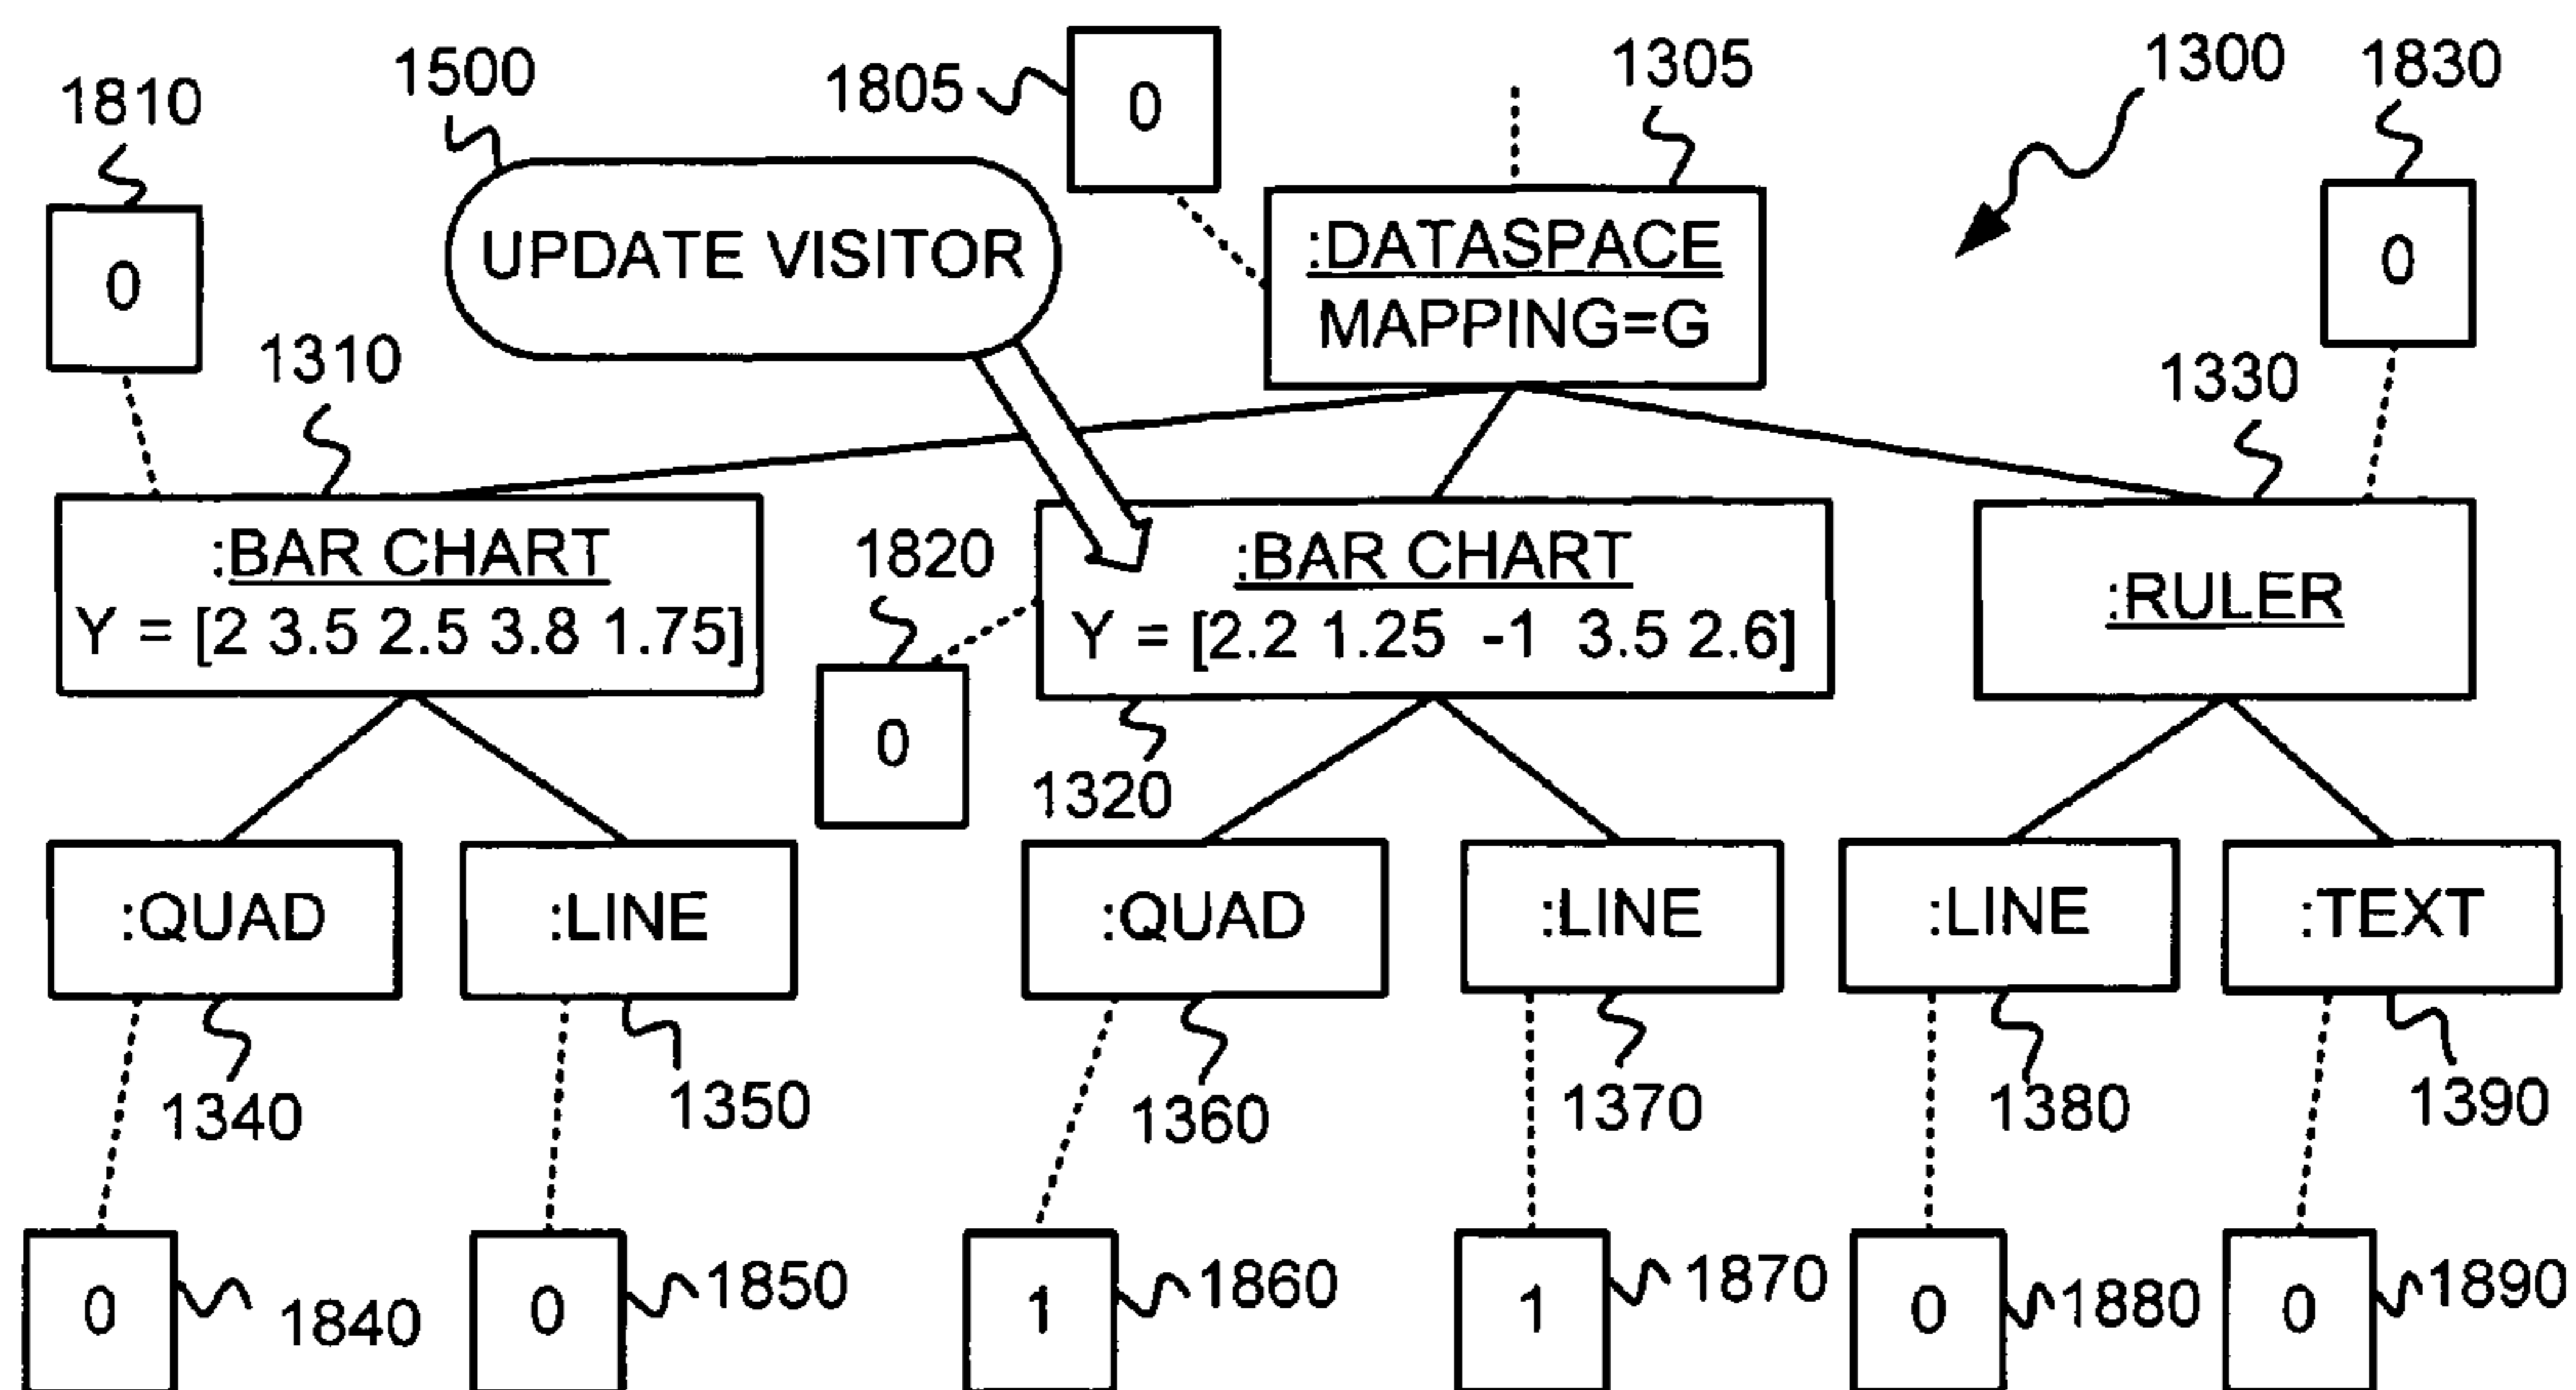 1500
1805
0
1305
1300
1830
1810
0
UPDATE VISITOR
:DATASPACE
MAPPING=G
0
1310
1330
:BAR CHART
Y = [2 3.5 2.5 3.8 1.75]
1820
0
:BAR CHART
Y = [2.2 1.25 -1 3.5 2.6]
1320
:RULER
:QUAD
:LINE
:QUAD
:LINE
:LINE
:TEXT
1340
1350
1360
1370
1380
1390
0
1840
0
1850
1
1860
1
1870
0
1880
0
1890